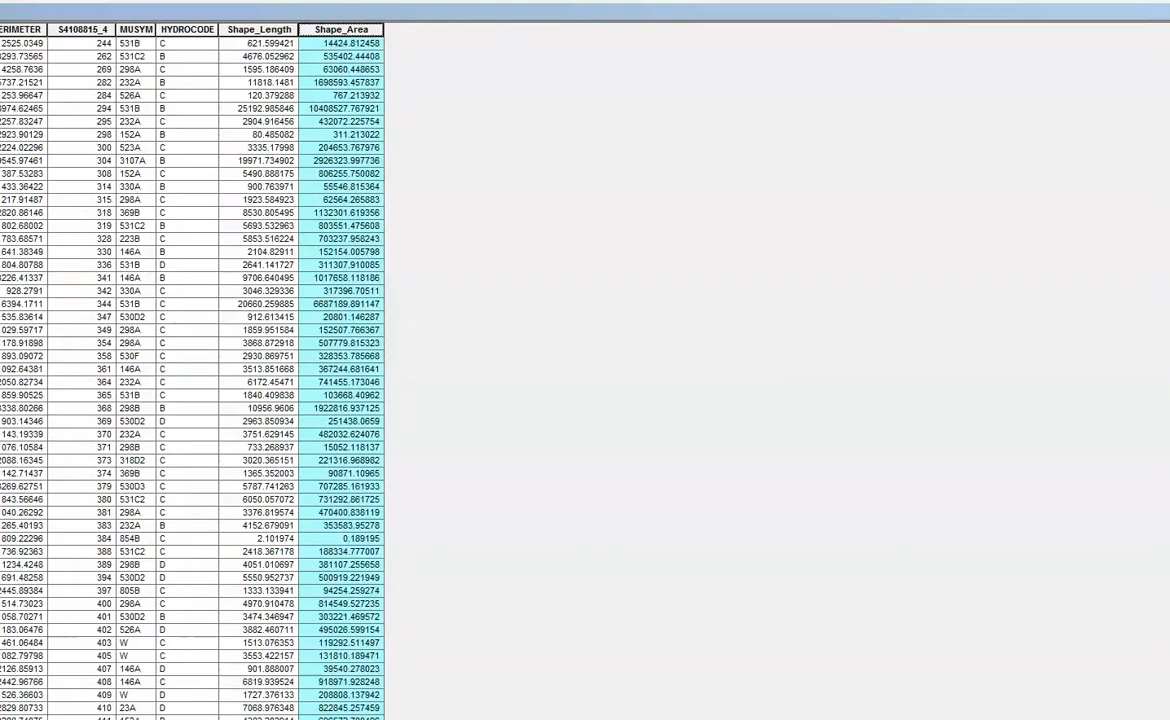 ERIMETER S4108815_4 MUSYM HYDROCODE Shape_Length Shape_Area
2525.0349 244 531B C 621.599421 14424.812458
293.73565 262 531C2 B 4676.052962 535402.44408
4258.7636 269 298A C 1595.186409 63060.448653
737.21521 282 232A B 11818.1481 1698593.457837
253.96647 284 526A C 120.379288 767.213932
974.62465 294 531B B 25192.985846 10408527.767921
2257.83247 295 232A C 2904.916456 432072.225754
2923.90129 298 152A B 80.485082 311.213022
2224.02296 300 523A C 3335.17998 204653.767976
9545.97461 304 3107A B 19971.734902 2926323.997736
387.53283 308 152A C 5490.888175 806255.750082
433.36422 314 330A B 900.763971 55546.815364
217.91487 315 298A C 1923.584923 62564.265883
2820.86146 318 369B C 8530.805495 1132301.619356
802.68002 319 531C2 B 5693.532963 803551.475608
783.68571 328 223B C 5853.516224 703237.958243
641.38349 330 146A B 2104.82911 152154.005798
804.80788 336 531B D 2641.141727 311307.910085
226.41337 341 146A B 9706.640495 1017658.118186
928.2791 342 330A C 3046.329336 317396.70511
6394.1711 344 531B C 20660.259885 6687189.891147
535.83614 347 530D2 C 912.613415 20801.146287
029.59717 349 298A C 1859.951584 152507.766367
178.91898 354 298A C 3868.872918 507779.815323
893.09072 358 530F C 2930.869751 328353.785668
092.64381 361 146A C 3513.851668 367244.681641
2050.82734 364 232A C 6172.45471 741455.173046
859.90525 365 531B C 1840.409838 103668.40962
338.80266 368 298B B 10956.9606 1922816.937125
903.14346 369 530D2 D 2963.850934 251438.0659
143.19339 370 232A C 3751.629145 482032.624076
076.10584 371 298B C 733.268937 15052.118137
2088.16345 373 318D2 C 3020.365151 221316.968982
142.71437 374 369B C 1365.352003 90871.10965
269.62751 379 530D3 C 5787.741263 707285.161933
843.56646 380 531C2 C 6050.057072 731292.861725
040.26292 381 298A C 3376.819574 470400.838119
265.40193 383 232A B 4152.679091 353583.95278
809.22296 384 854B C 2.101974 0.189195
736.92363 388 531C2 C 2418.367178 188334.777007
1234.4248 389 298B D 4051.010697 381107.255658
691.48258 394 530D2 D 5550.952737 500919.221949
2445.89384 397 805B C 1333.133941 94254.259274
514.73023 400 298A C 4970.910478 814549.527235
058.70271 401 530D2 B 3474.346947 303221.469572
183.06476 402 526A D 3882.460711 495026.599154
461.06484 403 W C 1513.076353 119292.511497
082.79798 405 W C 3553.422157 131810.189471
2126.85913 407 146A D 901.888007 39540.278023
2442.96766 408 146A C 6819.939524 918971.928248
526.36603 409 W D 1727.376133 208808.137942
2829.80733 410 23A D 7068.976348 822845.257459